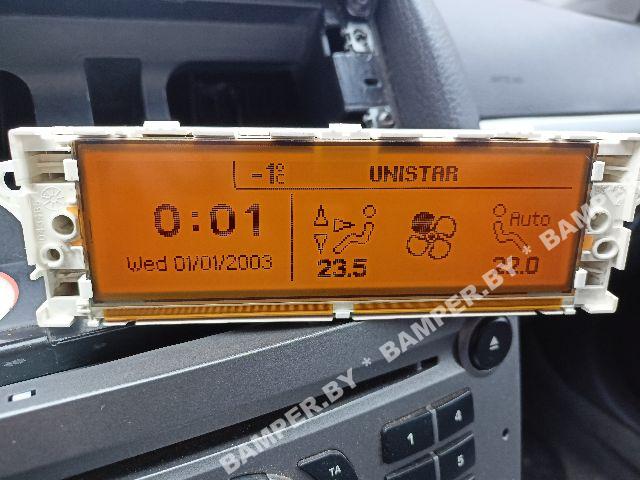 -1°C UNISTAR
0:01
Wed 01/01/2003
23.5
Auto
22.0
BAMPER.BY * BAMPER.BY * BAMPER.BY
1
4
5
TA